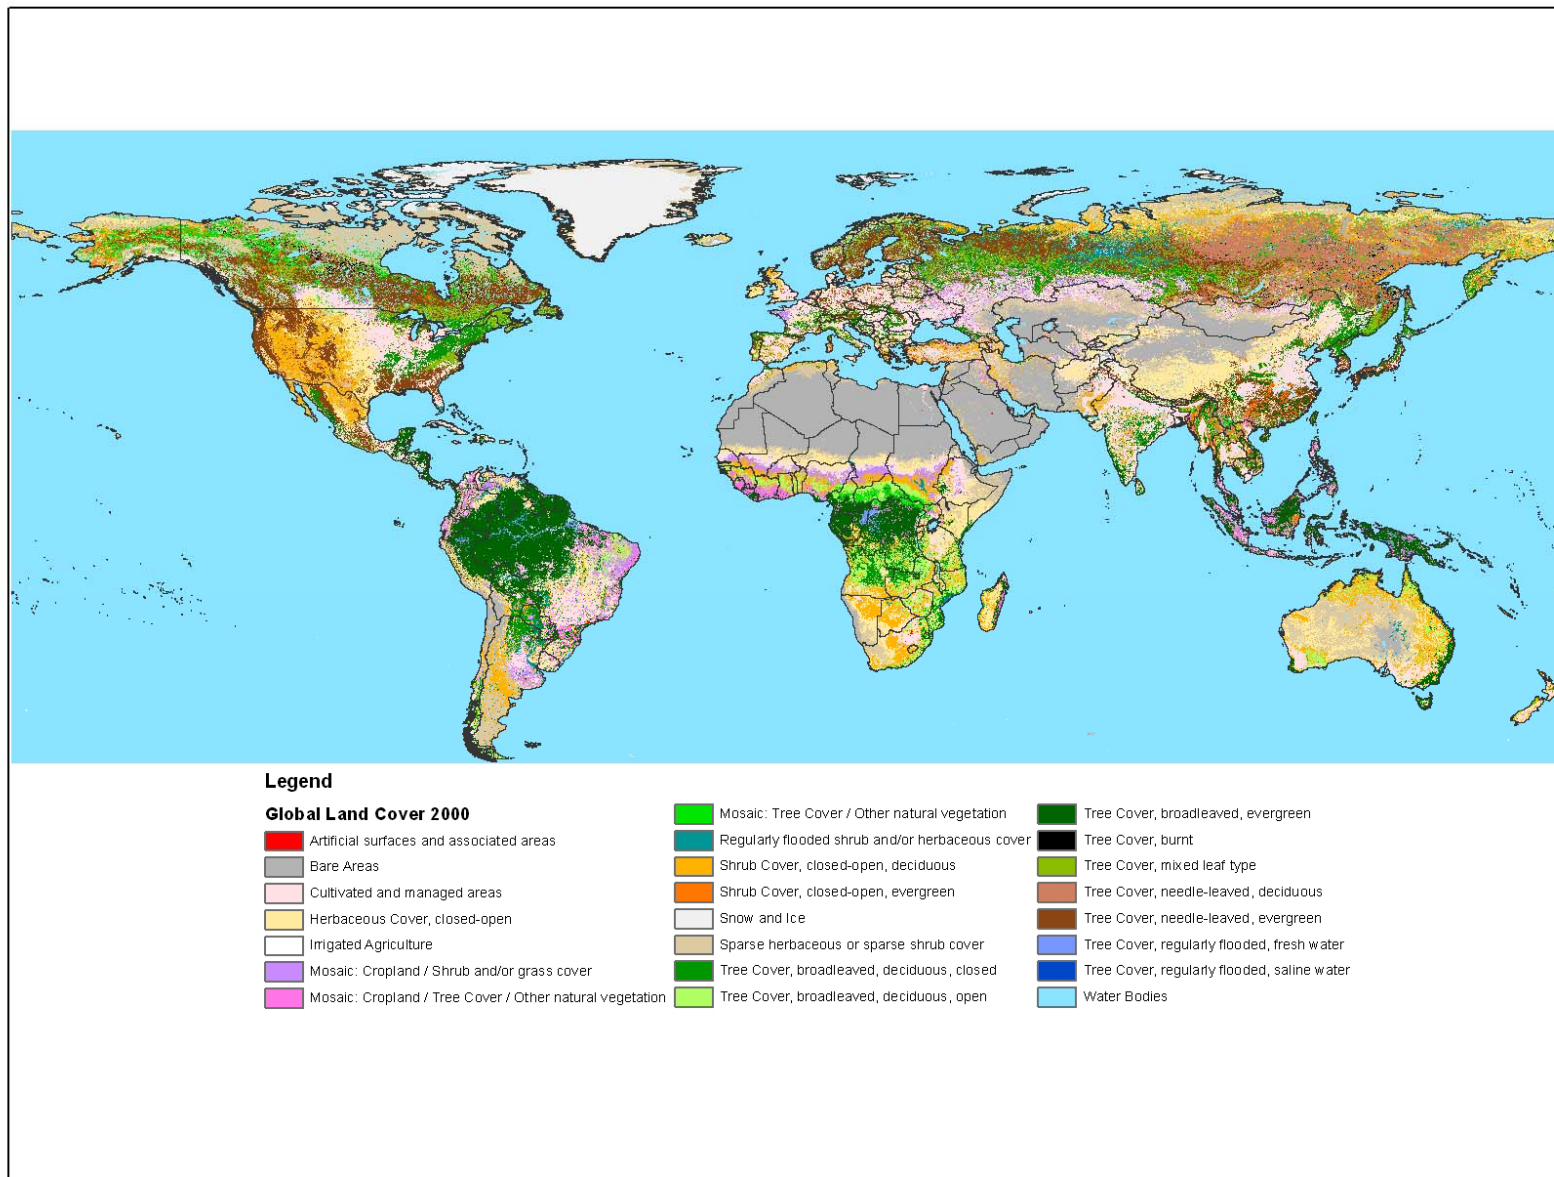 Legend
Global Land Cover 2000
Artificial surfaces and associated areas
Bare Areas
Cultivated and managed areas
Herbaceous Cover, closed-open
Irrigated Agriculture
Mosaic: Cropland / Shrub and/or grass cover
Mosaic: Cropland / Tree Cover / Other natural vegetation
Mosaic: Tree Cover / Other natural vegetation
Regularly flooded shrub and/or herbaceous cover
Shrub Cover, closed-open, deciduous
Shrub Cover, closed-open, evergreen
Snow and Ice
Sparse herbaceous or sparse shrub cover
Tree Cover, broadleaved, deciduous, closed
Tree Cover, broadleaved, deciduous, open
Tree Cover, broadleaved, evergreen
Tree Cover, burnt
Tree Cover, mixed leaf type
Tree Cover, needle-leaved, deciduous
Tree Cover, needle-leaved, evergreen
Tree Cover, regularly flooded, fresh water
Tree Cover, regularly flooded, saline water
Water Bodies